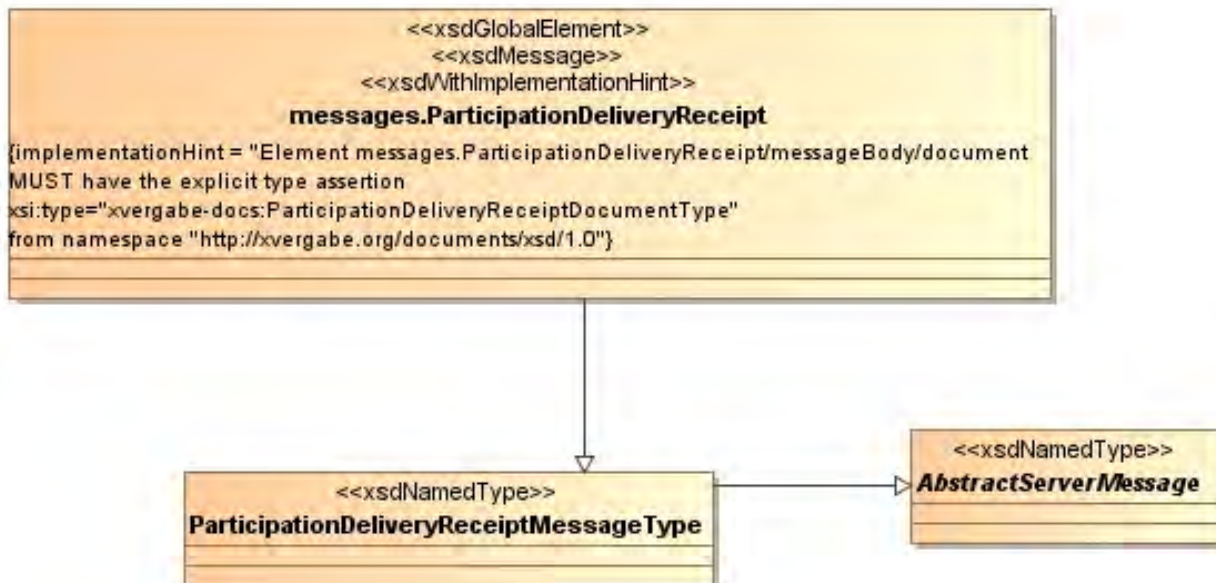 <<xsdGlobalElement>>
<<xsdMessage>>
<<xsdWithImplementationHint>>
messages.ParticipationDeliveryReceipt
{implementationHint = "Element messages.ParticipationDeliveryReceipt/messageBody/document
MUST have the explicit type assertion
xsi:type="xvergabe-docs:ParticipationDeliveryReceiptDocumentType"
from namespace "http://xvergabe.org/documents/xsd/1.0"}
<<xsdNamedType>>
AbstractServerMessage
<<xsdNamedType>>
ParticipationDeliveryReceiptMessageType